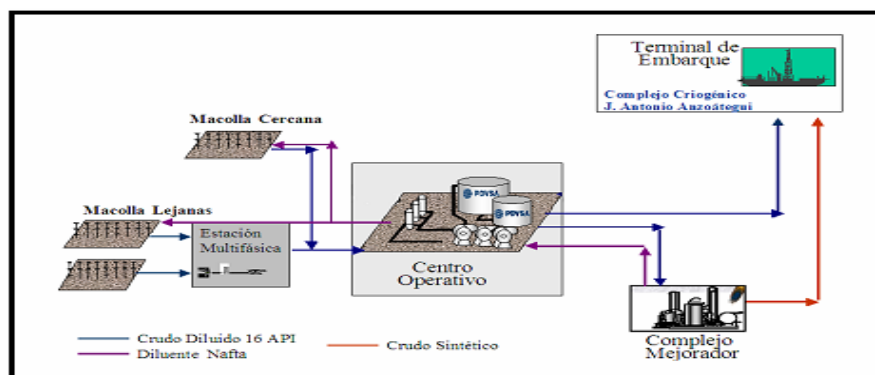 Terminal de
Embarque
Complejo Criogénico
J. Antonio Anzoátegui
Macolla Cercana
PDVSA
PDVSA
Macolla Lejanas
Estación
Multifásica
Centro
Operativo
Complejo
Mejorador
Crudo Diluido 16 API
Diluente Nafta
Crudo Sintético